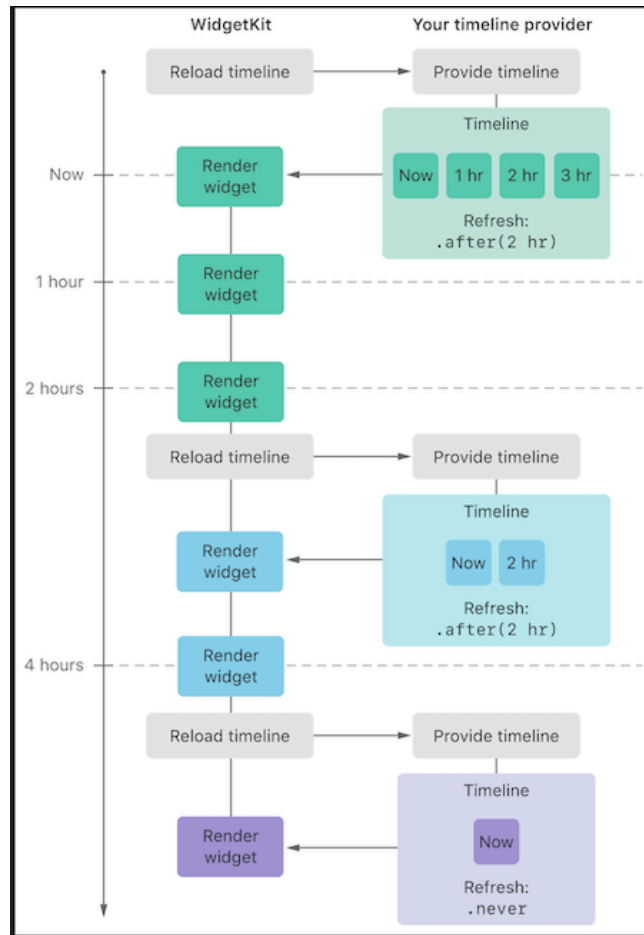 WidgetKit
Your timeline provider
Reload timeline
Provide timeline
Timeline
Now
Render
widget
Now
1 hr
2 hr
3 hr
Refresh:
.after(2 hr)
1 hour
Render
widget
2 hours
Render
widget
Reload timeline
Provide timeline
Timeline
Render
widget
Now
2 hr
Refresh:
.after(2 hr)
4 hours
Render
widget
Reload timeline
Provide timeline
Timeline
Render
widget
Now
Refresh:
.never